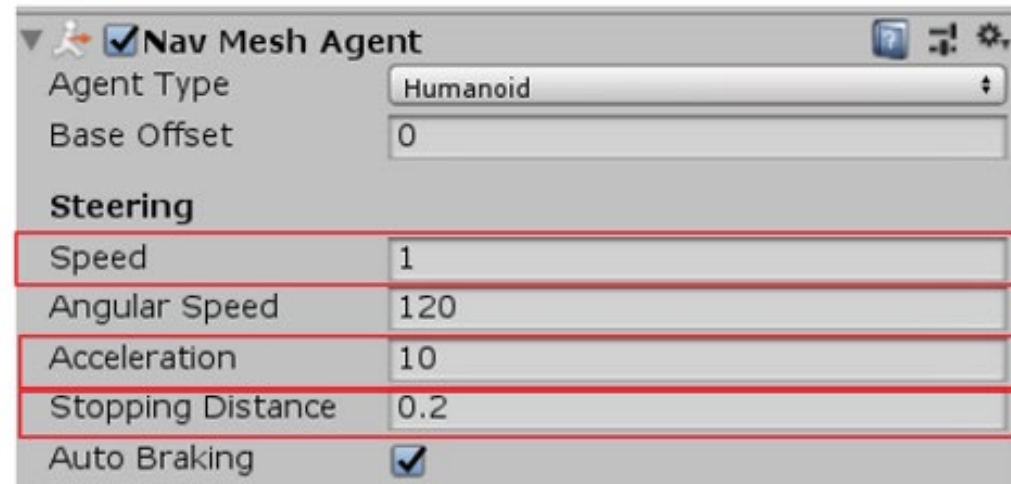 Nav Mesh Agent
Agent Type Humanoid
Base Offset 0
Steering
Speed 1
Angular Speed 120
Acceleration 10
Stopping Distance 0.2
Auto Braking